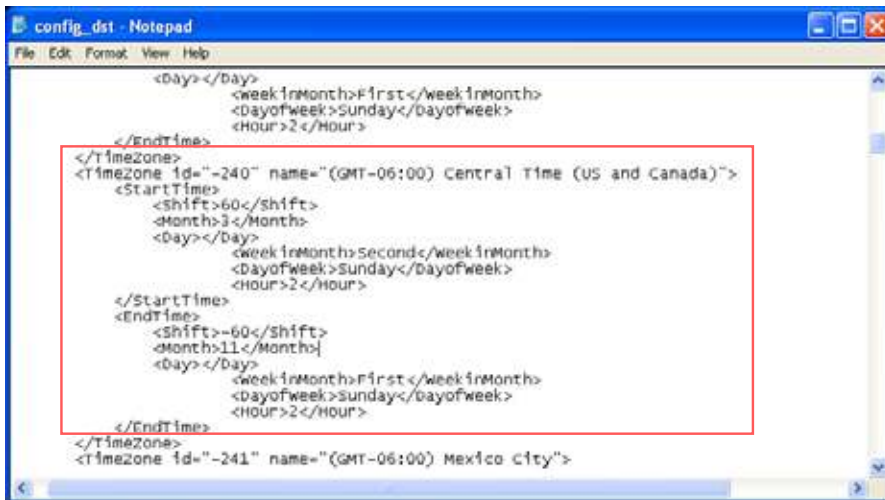 config_dst - Notepad
File Edit Format View Help
<Day></Day>
<WeekinMonth>First</WeekinMonth>
<DayofWeek>Sunday</DayofWeek>
<Hour>2</Hour>
</EndTime>
</TimeZone>
<TimeZone id="-240" name="(GMT-06:00) Central Time (US and Canada)">
<StartTime>
<Shift>60</Shift>
<Month>3</Month>
<Day></Day>
<WeekinMonth>Second</WeekinMonth>
<DayofWeek>Sunday</DayofWeek>
<Hour>2</Hour>
</StartTime>
<EndTime>
<Shift>-60</Shift>
<Month>11</Month>
<Day></Day>
<WeekinMonth>First</WeekinMonth>
<DayofWeek>Sunday</DayofWeek>
<Hour>2</Hour>
</EndTime>
</TimeZone>
<TimeZone id="-241" name="(GMT-06:00) Mexico City">